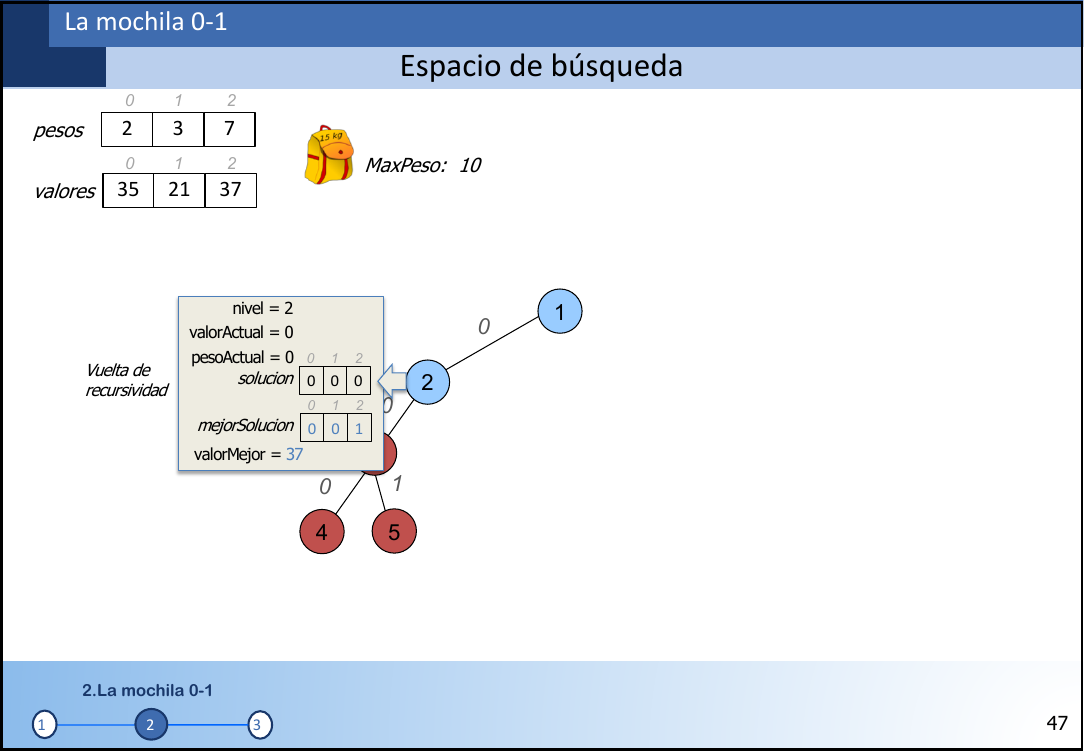 La mochila 0-1
Espacio de búsqueda
0 1 2
pesos 2 3 7
0 1 2
valores 35 21 37
15 kg
MaxPeso: 10
nivel = 2
valorActual = 0
pesoActual = 0 0 1 2
solucion 0 0 0
0 1 2
mejorSolucion 0 0 1
valorMejor = 37
Vuelta de
recursividad
1
0
2
0
0 1
4 5
2.La mochila 0-1
1 2 3
47